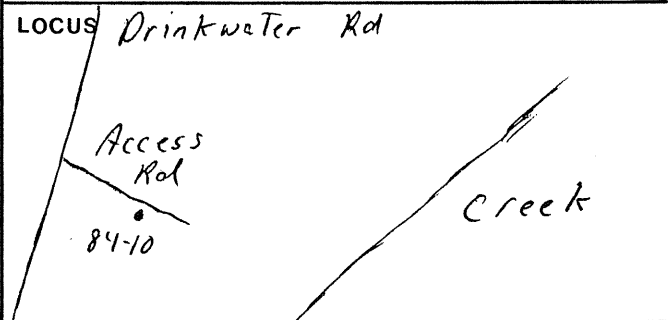 LOCUS Drinkwater Rd
Access
Rd
84-10
Creek